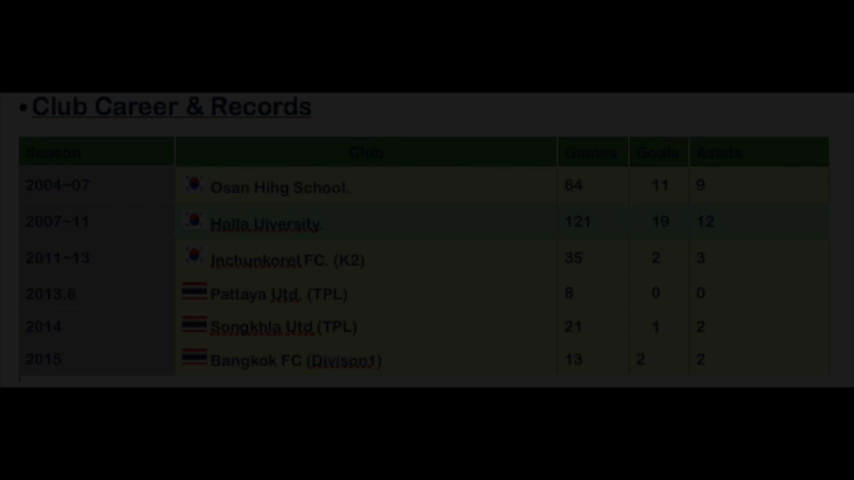 • Club Career & Records
Season Club Games Goals Assists
2004~07 Osan Hihg School. 64 11 9
2007~11 Halla Uiversity. 121 19 12
2011~13 Inchunkorel FC. (K2) 35 2 3
2013.6 Pattaya Utd. (TPL) 8 0 0
2014 Songkhla Utd (TPL) 21 1 2
2015 Bangkok FC (Divison1) 13 2 2